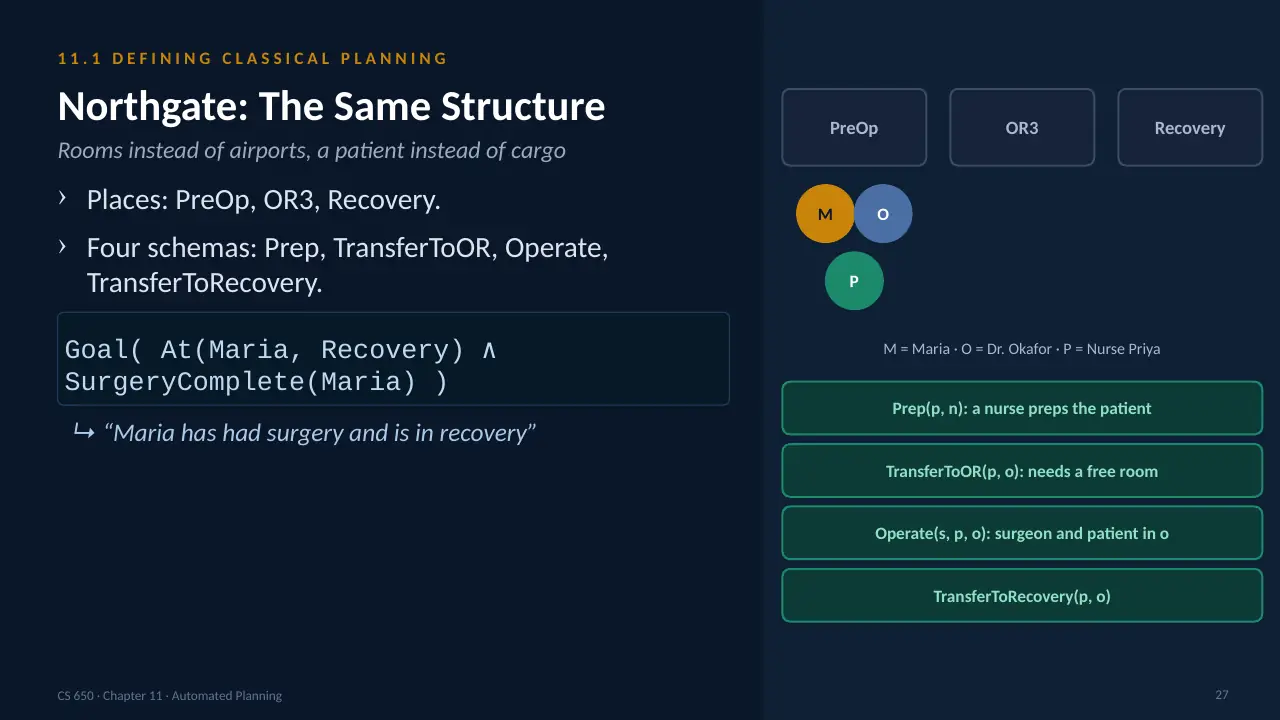 11.1 DEFINING CLASSICAL PLANNING
Northgate: The Same Structure
Rooms instead of airports, a patient instead of cargo
› Places: PreOp, OR3, Recovery.
› Four schemas: Prep, TransferToOR, Operate,
TransferToRecovery.
Goal( At(Maria, Recovery) ∧
SurgeryComplete(Maria) )
↪ “Maria has had surgery and is in recovery”
PreOp
OR3
Recovery
M
O
P
M = Maria · O = Dr. Okafor · P = Nurse Priya
Prep(p, n): a nurse preps the patient
TransferToOR(p, o): needs a free room
Operate(s, p, o): surgeon and patient in o
TransferToRecovery(p, o)
CS 650 · Chapter 11 · Automated Planning
27